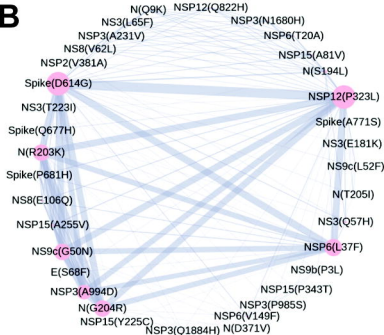 B
N(Q9K)
NSP12(Q822H)
NS3(L65F)
NSP3(N1680H)
NSP3(A231V)
NSP6(T20A)
NS8(V62L)
NSP15(A81V)
NSP2(V381A)
N(S194L)
Spike(D614G)
NSP12(P323L)
NS3(T223I)
Spike(A771S)
Spike(Q677H)
NS3(E181K)
N(R203K)
NS9c(L52F)
Spike(P681H)
N(T205I)
NS8(E106Q)
NSP15(A255V)
NS3(Q57H)
NS9c(G50N)
NSP6(L37F)
E(S68F)
NS9b(P3L)
NSP3(A994D)
NSP15(P343T)
N(G204R)
NSP3(P985S)
NSP15(Y225C)
NSP6(V149F)
NSP3(Q1884H)
N(D371V)